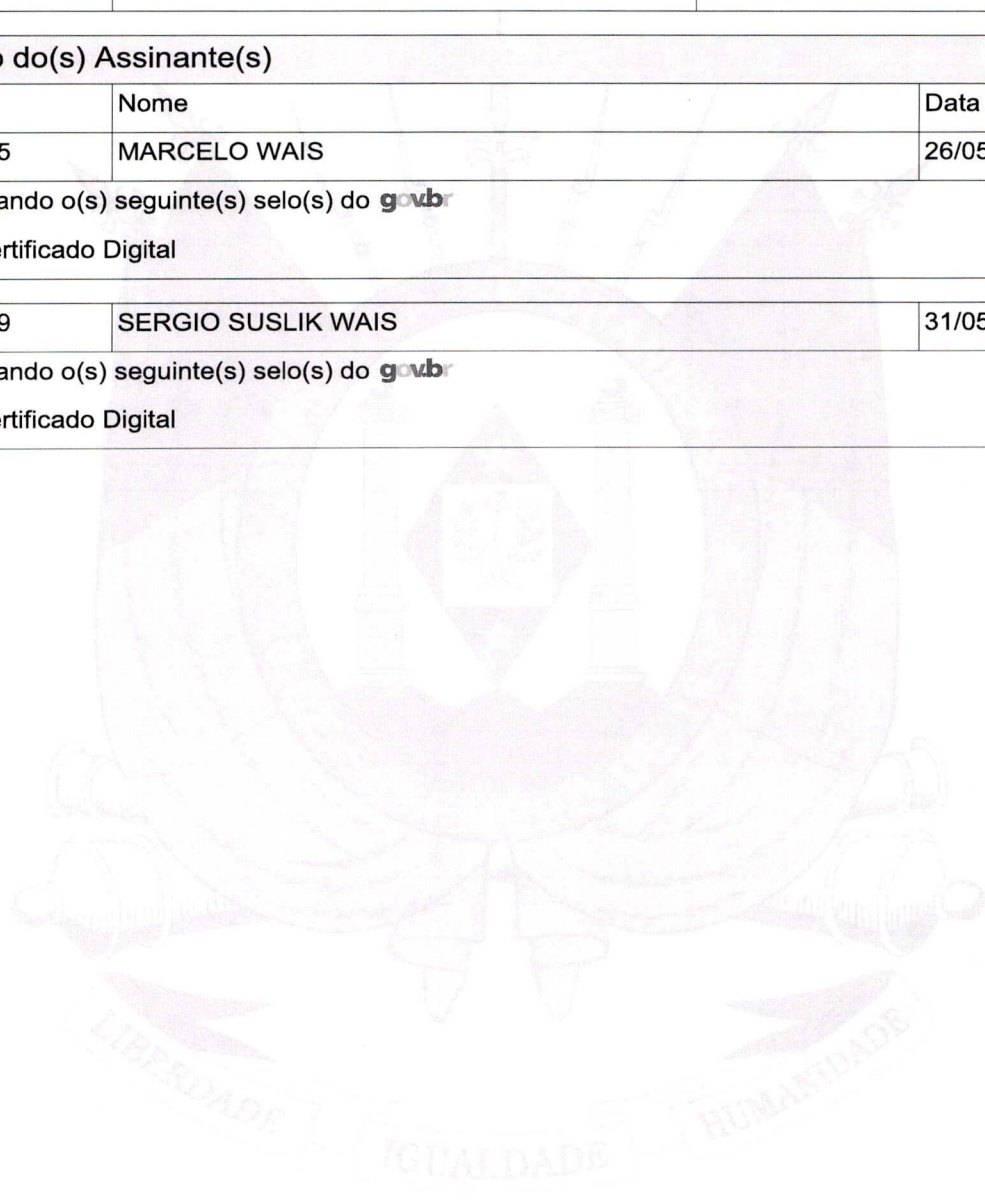 o do(s) Assinante(s)
Nome Data
5 MARCELO WAIS 26/05
ando o(s) seguinte(s) selo(s) do gov.br
ertificado Digital
9 SERGIO SUSLIK WAIS 31/05
ando o(s) seguinte(s) selo(s) do gov.br
ertificado Digital
LIBERDADE IGUALDADE HUMANIDADE